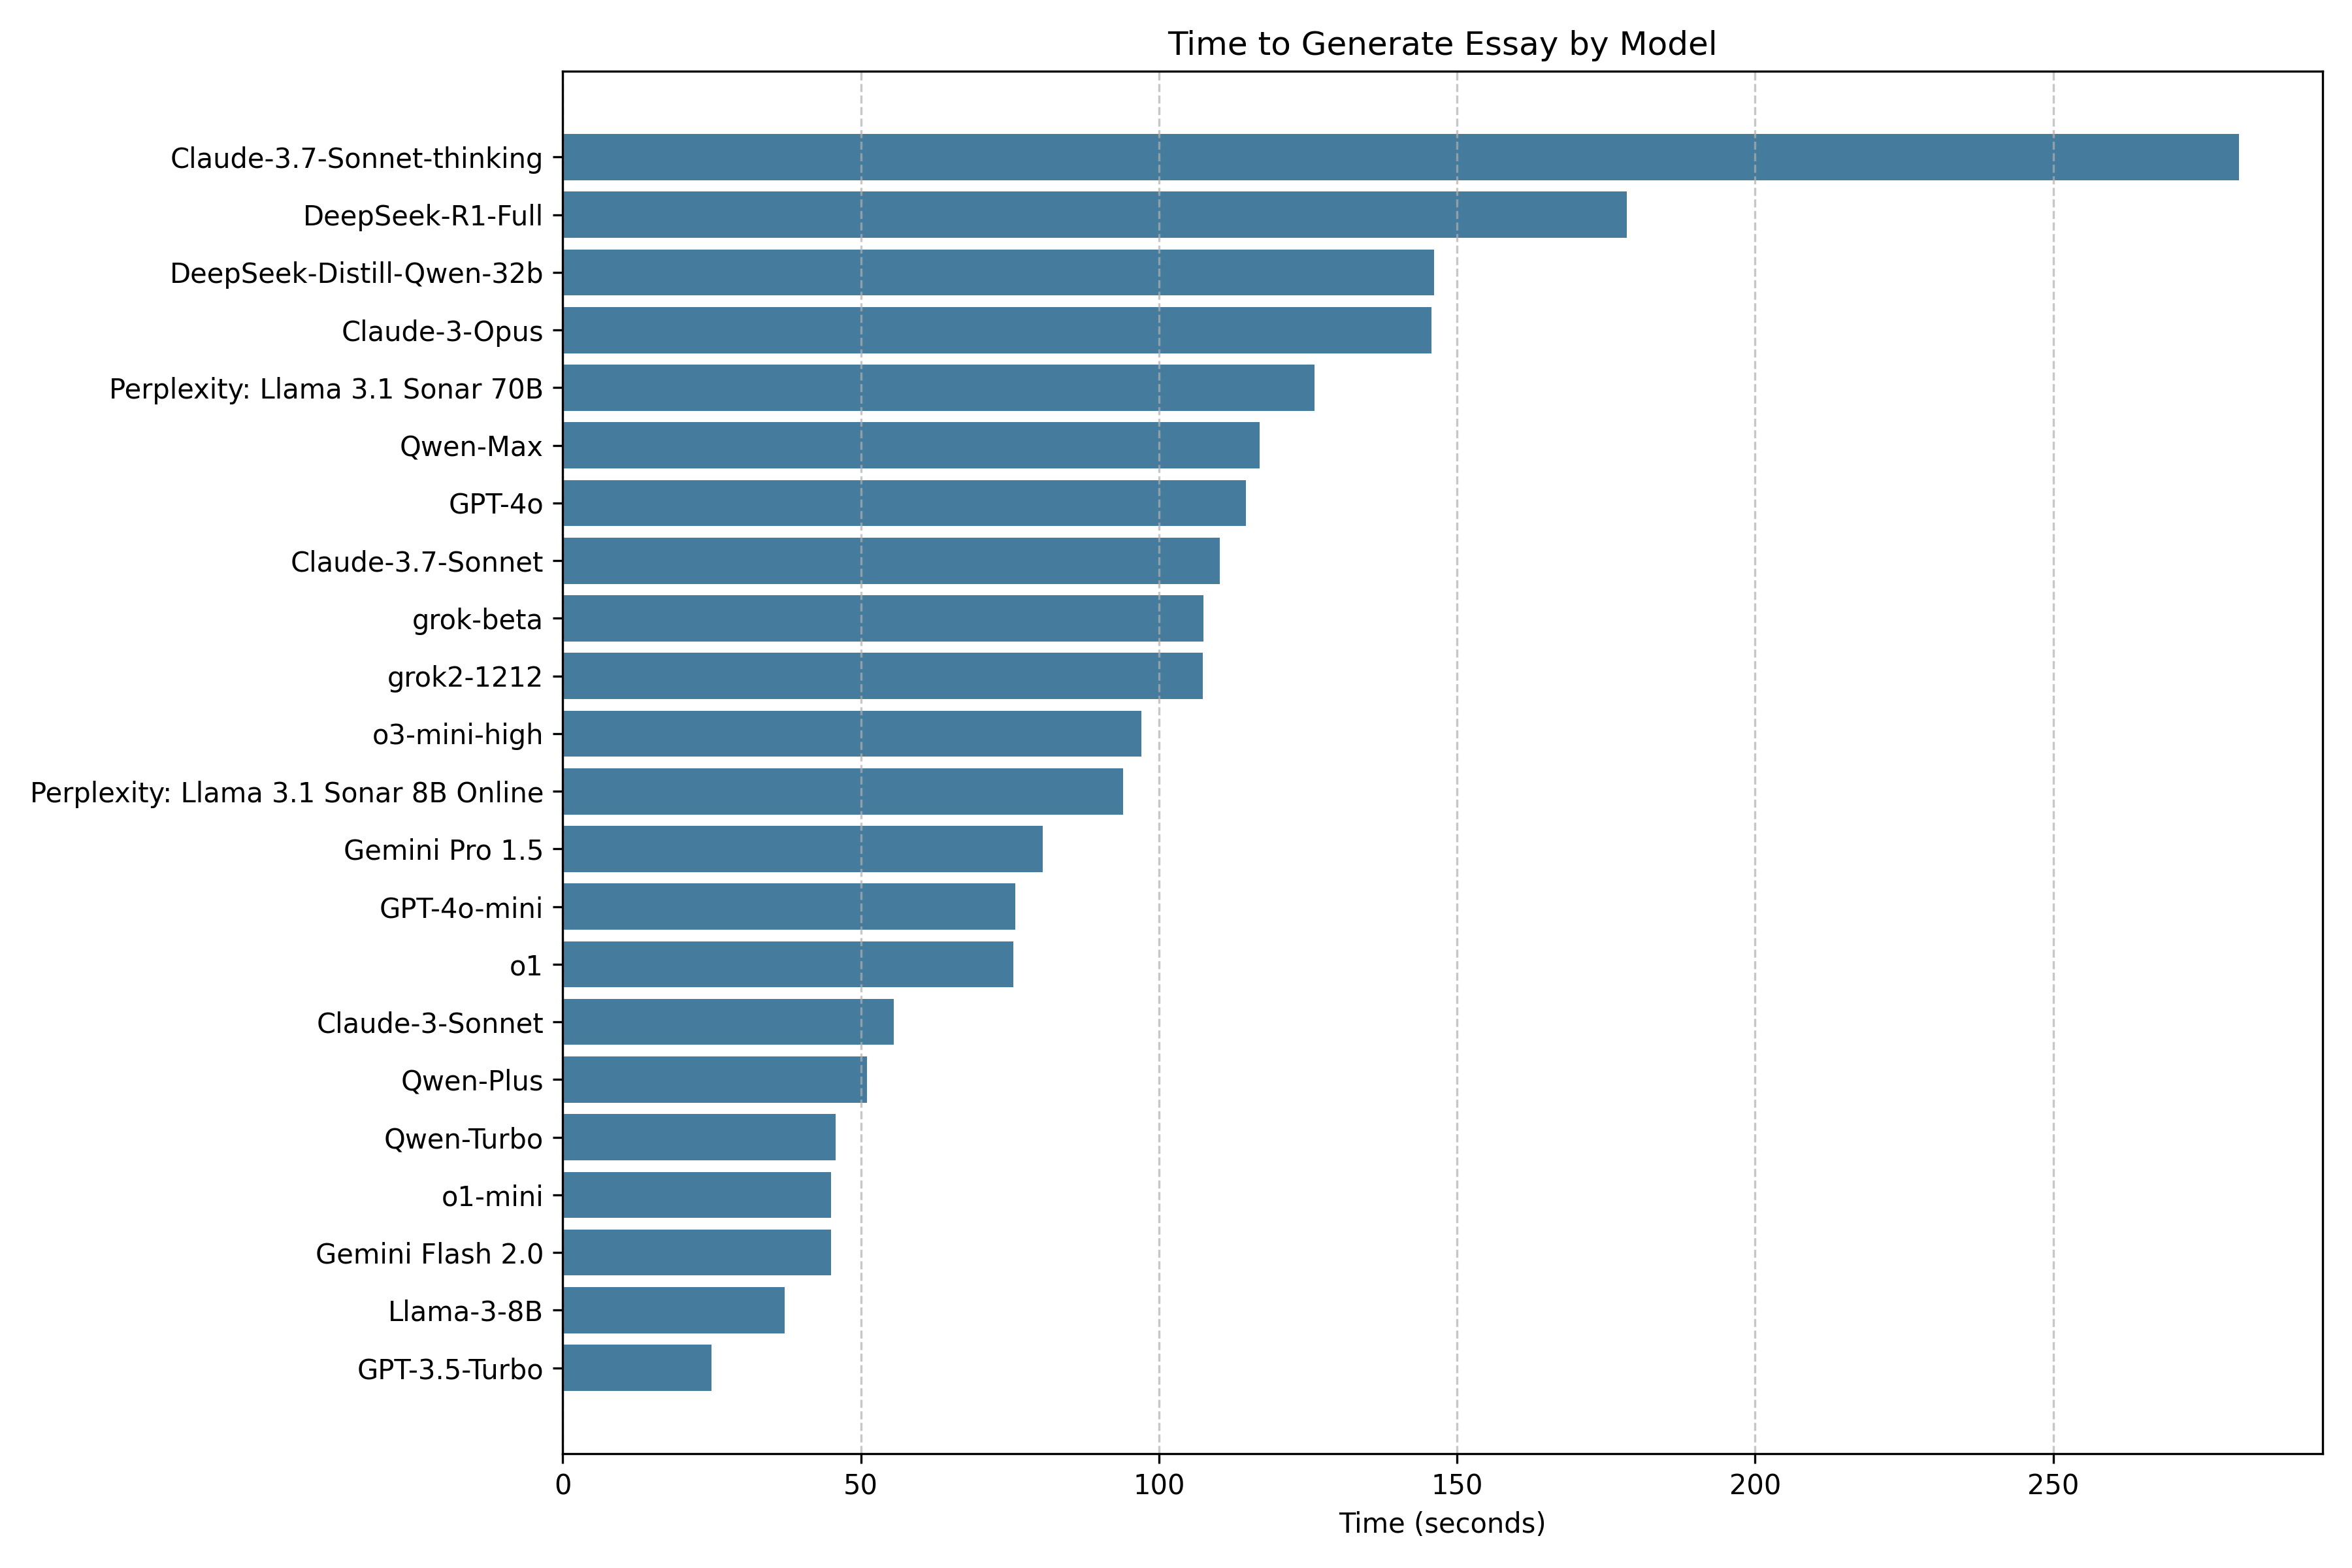 Time to Generate Essay by Model
Claude-3.7-Sonnet-thinking
DeepSeek-R1-Full
DeepSeek-Distill-Qwen-32b
Claude-3-Opus
Perplexity: Llama 3.1 Sonar 70B
Qwen-Max
GPT-4o
Claude-3.7-Sonnet
grok-beta
grok2-1212
o3-mini-high
Perplexity: Llama 3.1 Sonar 8B Online
Gemini Pro 1.5
GPT-4o-mini
o1
Claude-3-Sonnet
Qwen-Plus
Qwen-Turbo
o1-mini
Gemini Flash 2.0
Llama-3-8B
GPT-3.5-Turbo
0 50 100 150 200 250
Time (seconds)